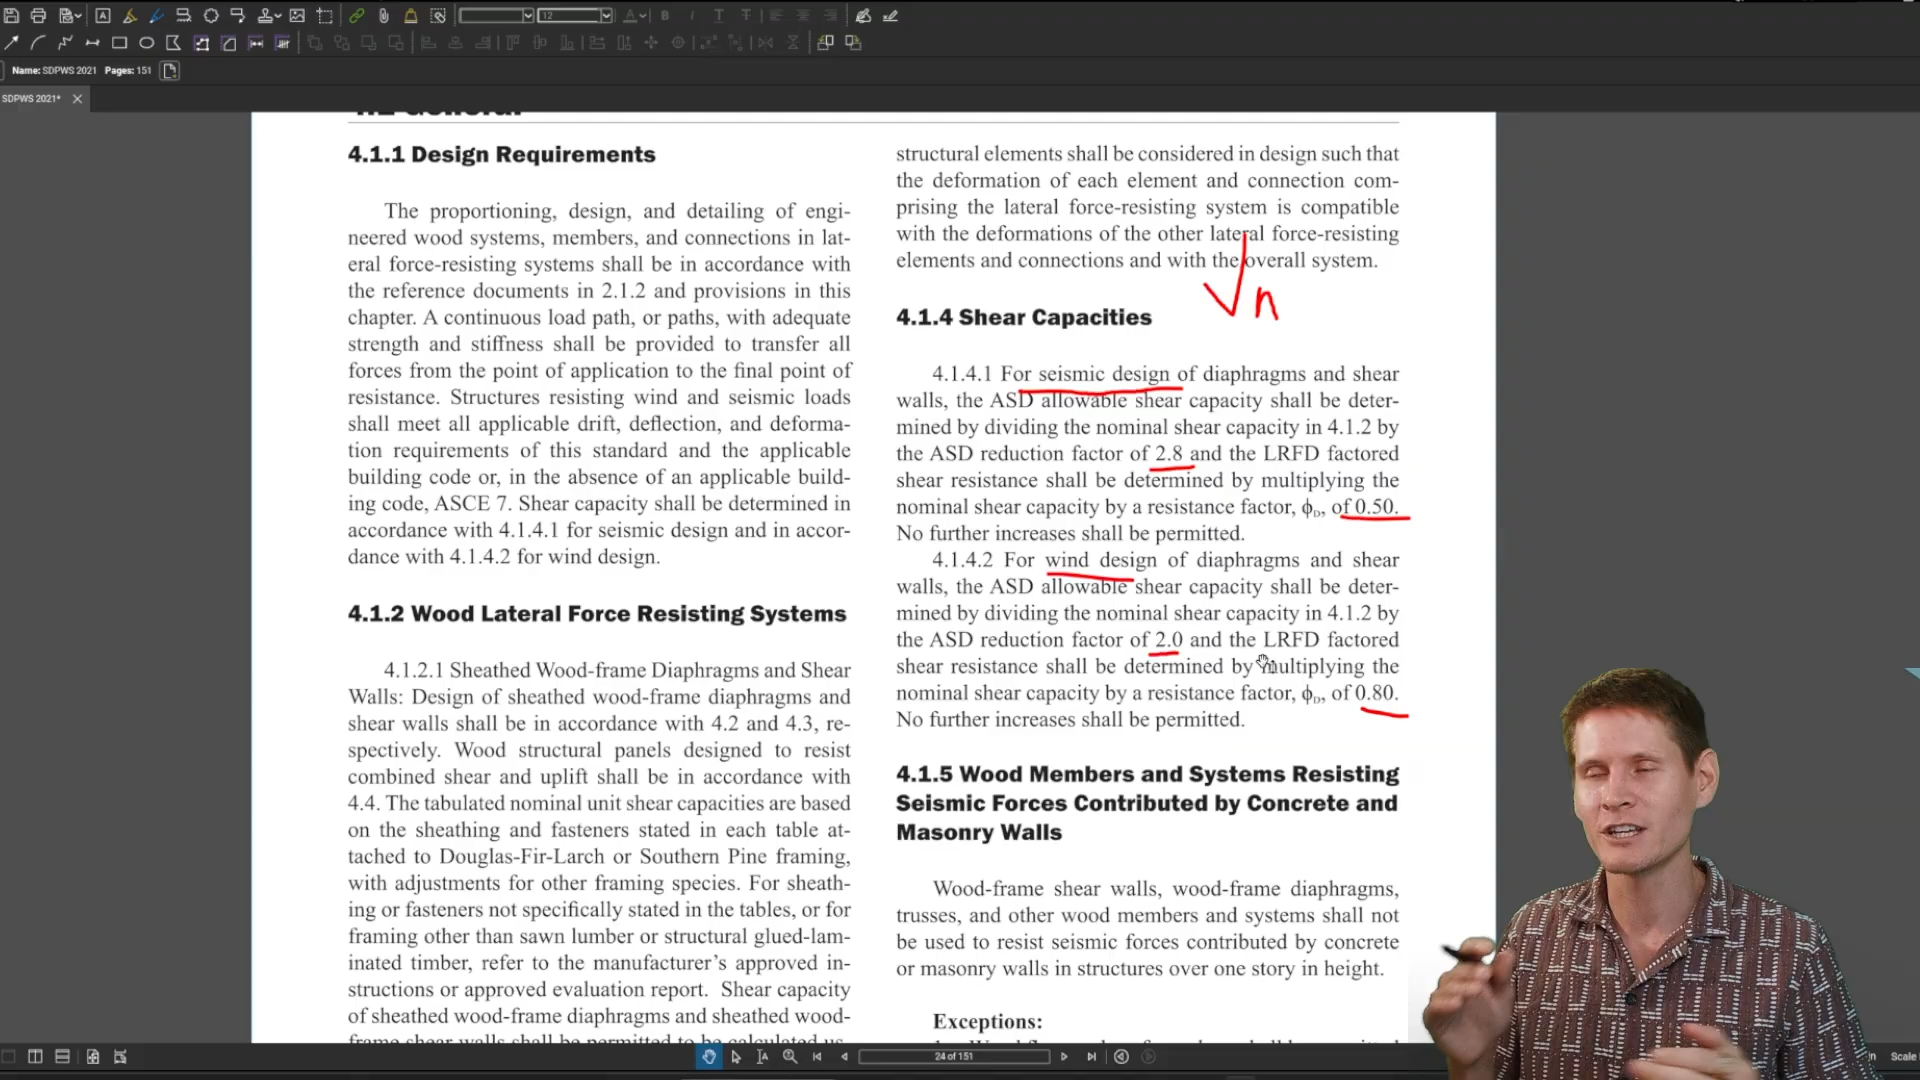 12
Name: SDPWS 2021 Pages: 151
SDPWS 2021*
4.1.1 Design Requirements
The proportioning, design, and detailing of engi-
neered wood systems, members, and connections in lat-
eral force-resisting systems shall be in accordance with
the reference documents in 2.1.2 and provisions in this
chapter. A continuous load path, or paths, with adequate
strength and stiffness shall be provided to transfer all
forces from the point of application to the final point of
resistance. Structures resisting wind and seismic loads
shall meet all applicable drift, deflection, and deforma-
tion requirements of this standard and the applicable
building code or, in the absence of an applicable build-
ing code, ASCE 7. Shear capacity shall be determined in
accordance with 4.1.4.1 for seismic design and in accor-
dance with 4.1.4.2 for wind design.
4.1.2 Wood Lateral Force Resisting Systems
4.1.2.1 Sheathed Wood-frame Diaphragms and Shear
Walls: Design of sheathed wood-frame diaphragms and
shear walls shall be in accordance with 4.2 and 4.3, re-
spectively. Wood structural panels designed to resist
combined shear and uplift shall be in accordance with
4.4. The tabulated nominal unit shear capacities are based
on the sheathing and fasteners stated in each table at-
tached to Douglas-Fir-Larch or Southern Pine framing,
with adjustments for other framing species. For sheath-
ing or fasteners not specifically stated in the tables, or for
framing other than sawn lumber or structural glued-lam-
inated timber, refer to the manufacturer's approved in-
structions or approved evaluation report. Shear capacity
of sheathed wood-frame diaphragms and sheathed wood-
frame shear walls shall be permitted to be calculated us-
structural elements shall be considered in design such that
the deformation of each element and connection com-
prising the lateral force-resisting system is compatible
with the deformations of the other lateral force-resisting
elements and connections and with the overall system.
Vn
4.1.4 Shear Capacities
4.1.4.1 For seismic design of diaphragms and shear
walls, the ASD allowable shear capacity shall be deter-
mined by dividing the nominal shear capacity in 4.1.2 by
the ASD reduction factor of 2.8 and the LRFD factored
shear resistance shall be determined by multiplying the
nominal shear capacity by a resistance factor, ϕD, of 0.50.
No further increases shall be permitted.
4.1.4.2 For wind design of diaphragms and shear
walls, the ASD allowable shear capacity shall be deter-
mined by dividing the nominal shear capacity in 4.1.2 by
the ASD reduction factor of 2.0 and the LRFD factored
shear resistance shall be determined by multiplying the
nominal shear capacity by a resistance factor, ϕD, of 0.80.
No further increases shall be permitted.
4.1.5 Wood Members and Systems Resisting
Seismic Forces Contributed by Concrete and
Masonry Walls
Wood-frame shear walls, wood-frame diaphragms,
trusses, and other wood members and systems shall not
be used to resist seismic forces contributed by concrete
or masonry walls in structures over one story in height.
Exceptions:
24 of 151
Scale